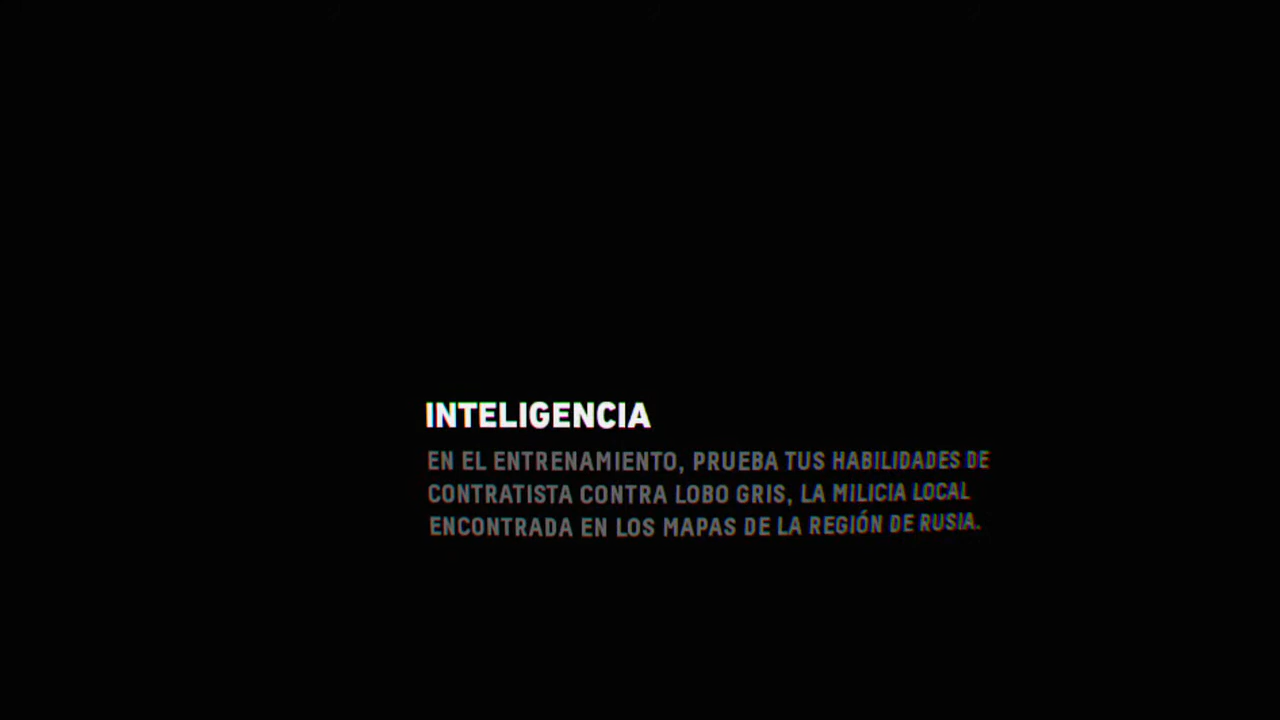 INTELIGENCIA
EN EL ENTRENAMIENTO, PRUEBA TUS HABILIDADES DE
CONTRATISTA CONTRA LOBO GRIS, LA MILICIA LOCAL
ENCONTRADA EN LOS MAPAS DE LA REGIÓN DE RUSIA.